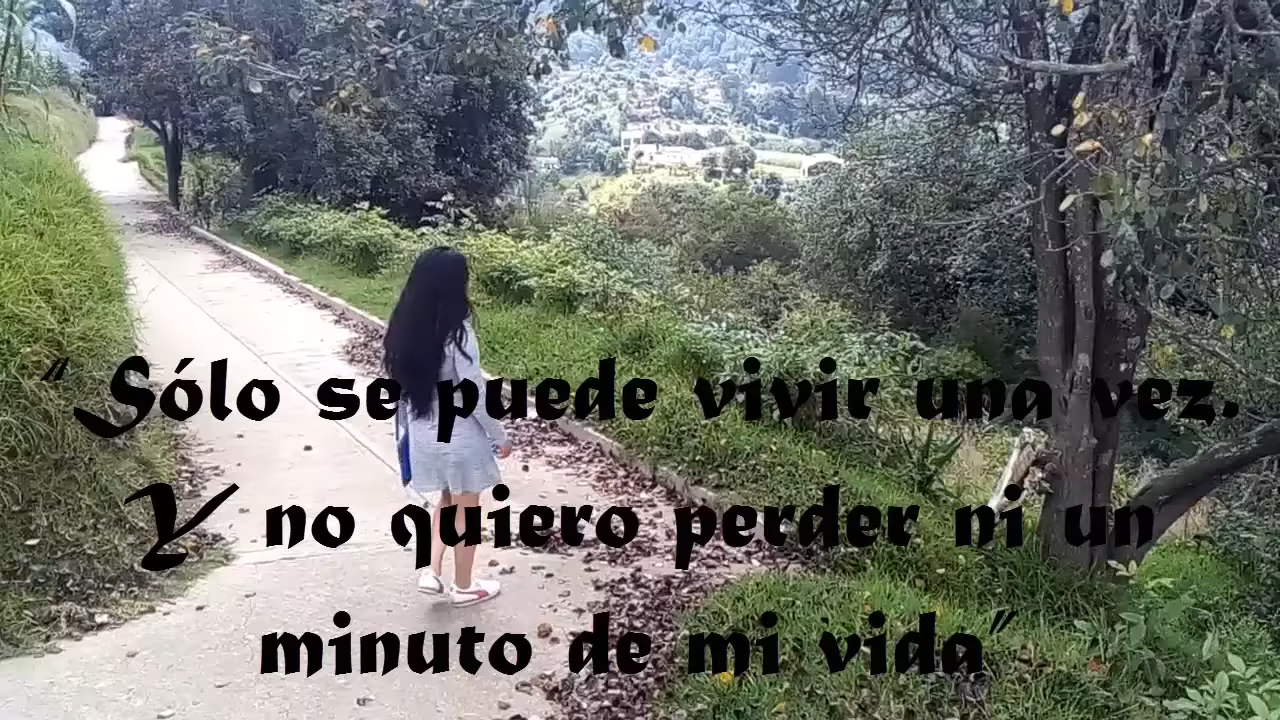 " Sólo se puede vivir una vez.
Y no quiero perder ni un
minuto de mi vida"